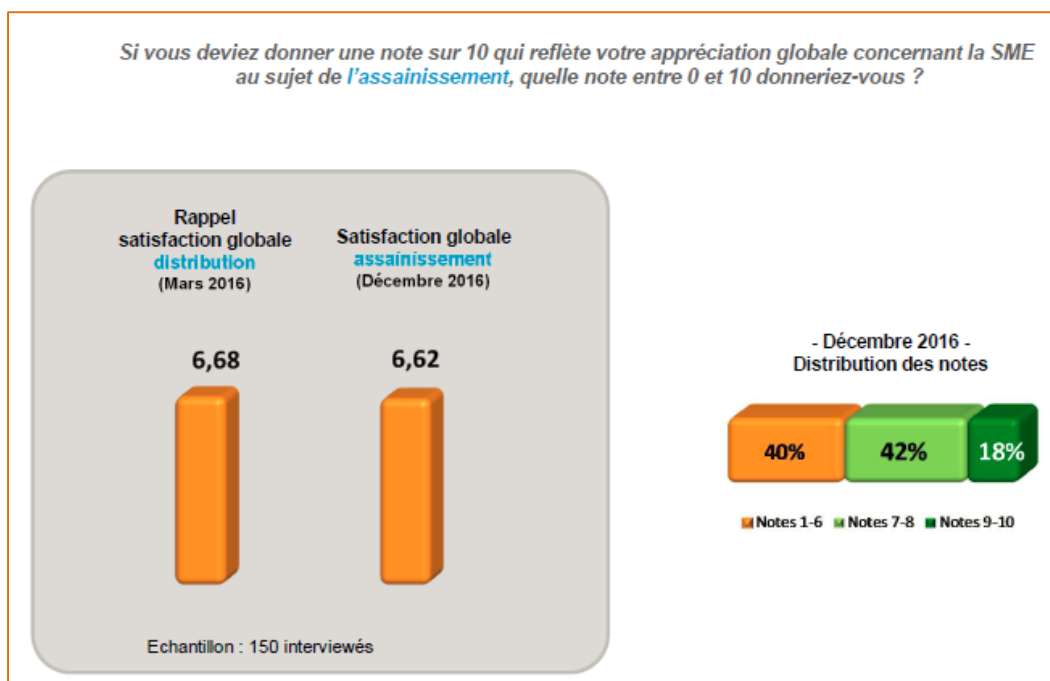 Si vous deviez donner une note sur 10 qui reflète votre appréciation globale concernant la SME
au sujet de l'assainissement, quelle note entre 0 et 10 donneriez-vous ?
Rappel
satisfaction globale
distribution
(Mars 2016)
Satisfaction globale
assainissement
(Décembre 2016)
6,68
6,62
Echantillon : 150 interviewés
- Décembre 2016 -
Distribution des notes
40%
42%
18%
Notes 1-6
Notes 7-8
Notes 9-10